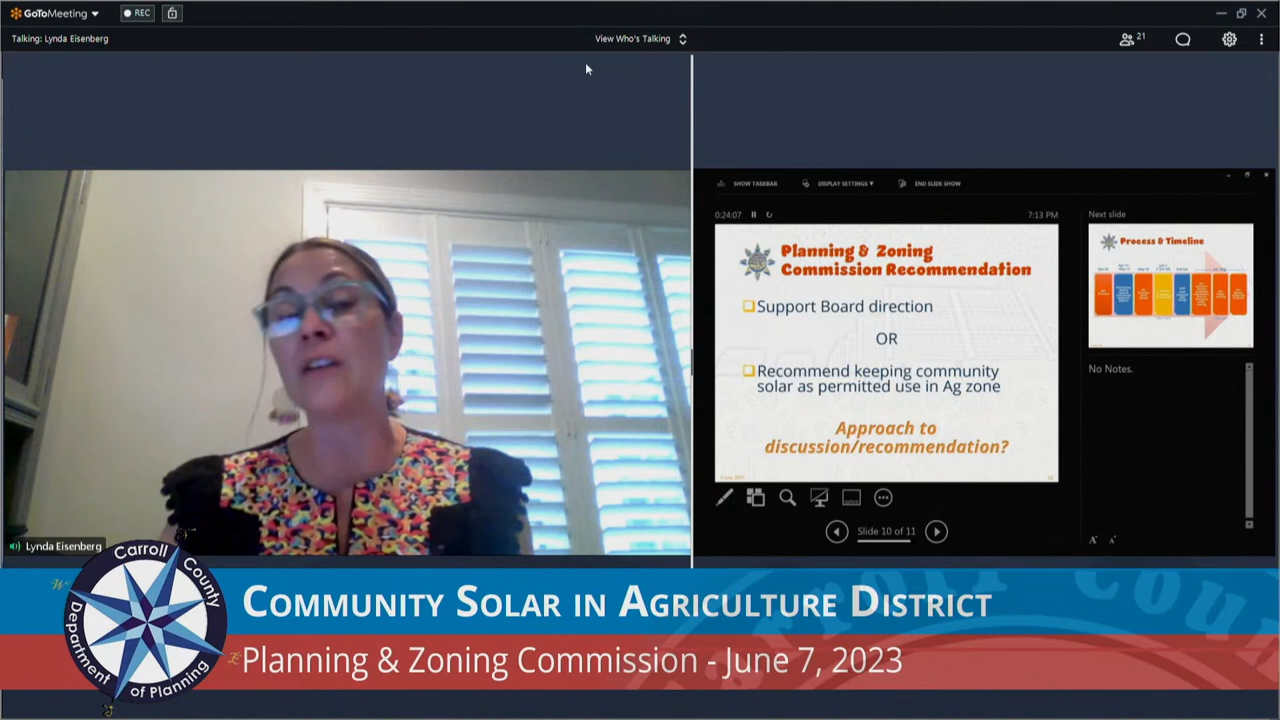 GoToMeeting
REC
Talking: Lynda Eisenberg
View Who's Talking
21
SHOW TASKBAR
DISPLAY SETTINGS ▼
END SLIDE SHOW
0:24:07
7:13 PM
Next slide
Planning & Zoning
Commission Recommendation
Support Board direction
OR
Recommend keeping community
solar as permitted use in Ag zone
Approach to
discussion/recommendation?
Process & Timeline
No Notes.
Slide 10 of 11
Lynda Eisenberg
Carroll County
Department of Planning
Community Solar in Agriculture District
Planning & Zoning Commission - June 7, 2023